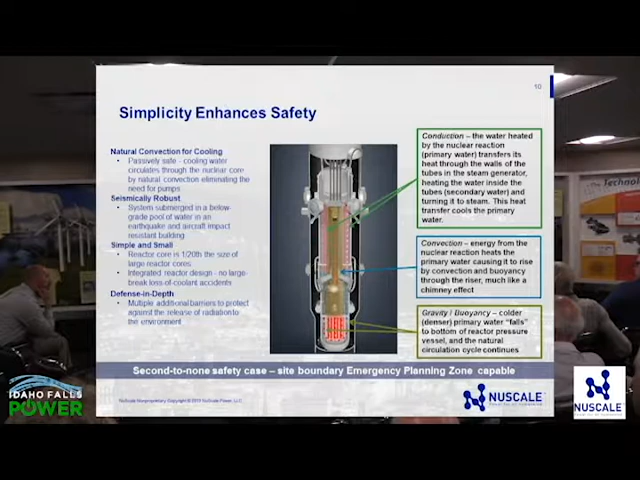 10
Simplicity Enhances Safety
Natural Convection for Cooling
• Passively safe - cooling water
circulates through the nuclear core
by natural convection eliminating the
need for pumps
Seismically Robust
• System submerged in a below-
grade pool of water in an
earthquake and aircraft impact
resistant building
Simple and Small
• Reactor core is 1/20th the size of
large reactor cores
• Integrated reactor design - no large-
break loss-of-coolant accidents
Defense-in-Depth
• Multiple additional barriers to protect
against the release of radiation to
the environment
Conduction – the water heated
by the nuclear reaction
(primary water) transfers its
heat through the walls of the
tubes in the steam generator,
heating the water inside the
tubes (secondary water) and
turning it to steam. This heat
transfer cools the primary
water.
Convection – energy from the
nuclear reaction heats the
primary water causing it to rise
by convection and buoyancy
through the riser, much like a
chimney effect
Gravity / Buoyancy – colder
(denser) primary water “falls”
to bottom of reactor pressure
vessel, and the natural
circulation cycle continues
Second-to-none safety case – site boundary Emergency Planning Zone capable
NuScale Nonproprietary
NUSCALE
IDAHO FALLS
POWER
NUSCALE
Technolo